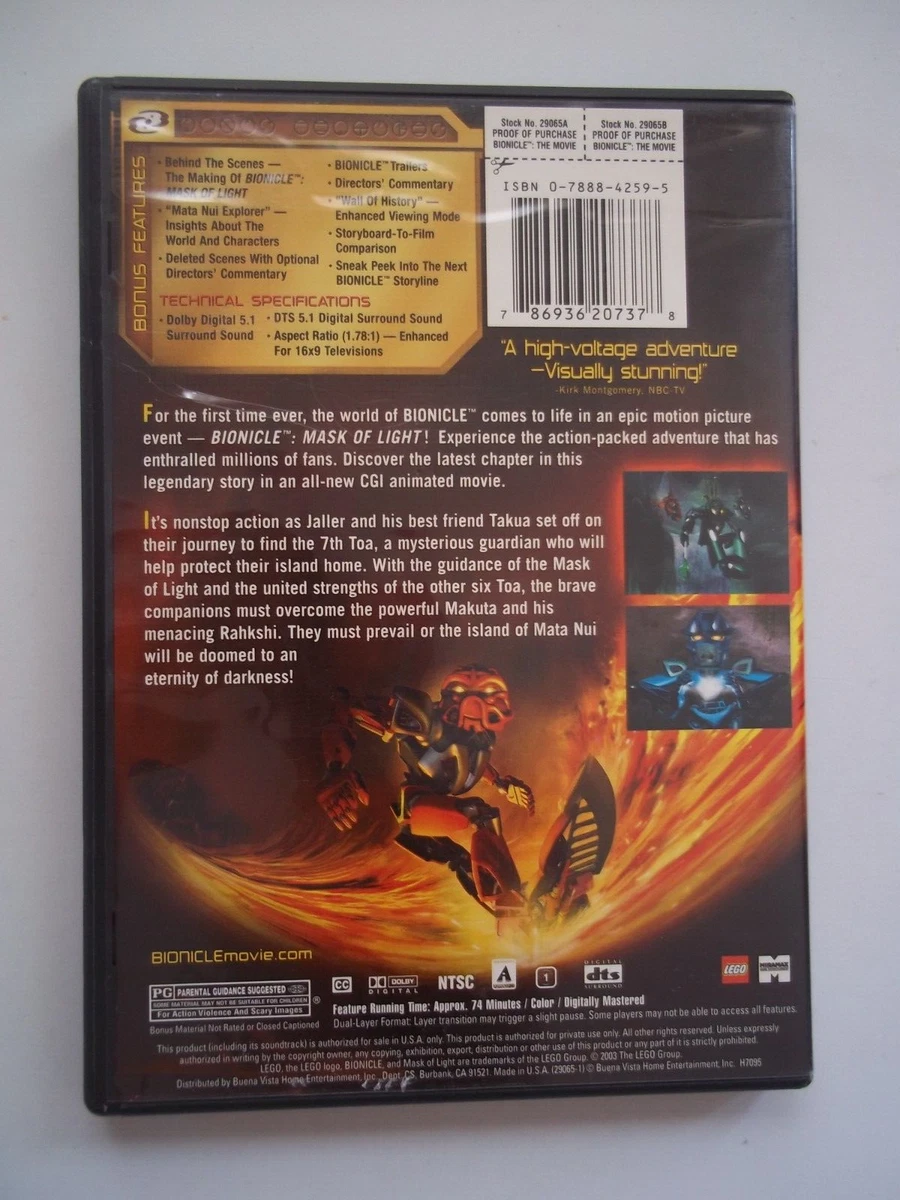 BONUS FEATURES
• Behind The Scenes —
The Making Of BIONICLE™:
MASK OF LIGHT
• "Mata Nui Explorer" —
Insights About The
World And Characters
• Deleted Scenes With Optional
Directors' Commentary
• BIONICLE™ Trailers
• Directors' Commentary
• "Wall Of History" —
Enhanced Viewing Mode
• Storyboard-To-Film
Comparison
• Sneak Peek Into The Next
BIONICLE™ Storyline
TECHNICAL SPECIFICATIONS
• Dolby Digital 5.1
Surround Sound
• DTS 5.1 Digital Surround Sound
• Aspect Ratio (1.78:1) — Enhanced
For 16x9 Televisions
Stock No. 29065A
PROOF OF PURCHASE
BIONICLE™: THE MOVIE
Stock No. 29065B
PROOF OF PURCHASE
BIONICLE™: THE MOVIE
ISBN 0-7888-4259-5
7 86936 20737 8
"A high-voltage adventure
—Visually stunning!"
-Kirk Montgomery, NBC-TV
For the first time ever, the world of BIONICLE™ comes to life in an epic motion picture
event — BIONICLE™: MASK OF LIGHT! Experience the action-packed adventure that has
enthralled millions of fans. Discover the latest chapter in this
legendary story in an all-new CGI animated movie.
It's nonstop action as Jaller and his best friend Takua set off on
their journey to find the 7th Toa, a mysterious guardian who will
help protect their island home. With the guidance of the Mask
of Light and the united strengths of the other six Toa, the brave
companions must overcome the powerful Makuta and his
menacing Rahkshi. They must prevail or the island of Mata Nui
will be doomed to an
eternity of darkness!
BIONICLEmovie.com
PG PARENTAL GUIDANCE SUGGESTED
SOME MATERIAL MAY NOT BE SUITABLE FOR CHILDREN ®
For Action Violence And Scary Images
Bonus Material Not Rated or Closed Captioned
CC
DOLBY
DIGITAL
NTSC
A
1
DIGITAL
dts
SURROUND
LEGO
MIRAMAX
M
Feature Running Time: Approx. 74 Minutes / Color / Digitally Mastered
Dual-Layer Format: Layer transition may trigger a slight pause. Some players may not be able to access all features.
This product (including its soundtrack) is authorized for sale in U.S.A. only. This product is authorized for private use only. All other rights reserved. Unless expressly
authorized in writing by the copyright owner, any copying, exhibition, export, distribution or other use of this product or any part of it is strictly prohibited.
LEGO, the LEGO logo, BIONICLE, and Mask of Light are trademarks of the LEGO Group. © 2003 The LEGO Group.
Distributed by Buena Vista Home Entertainment, Inc., Dept. CS, Burbank, CA 91521. Made in U.S.A. (29065-1) © Buena Vista Home Entertainment, Inc. H7095